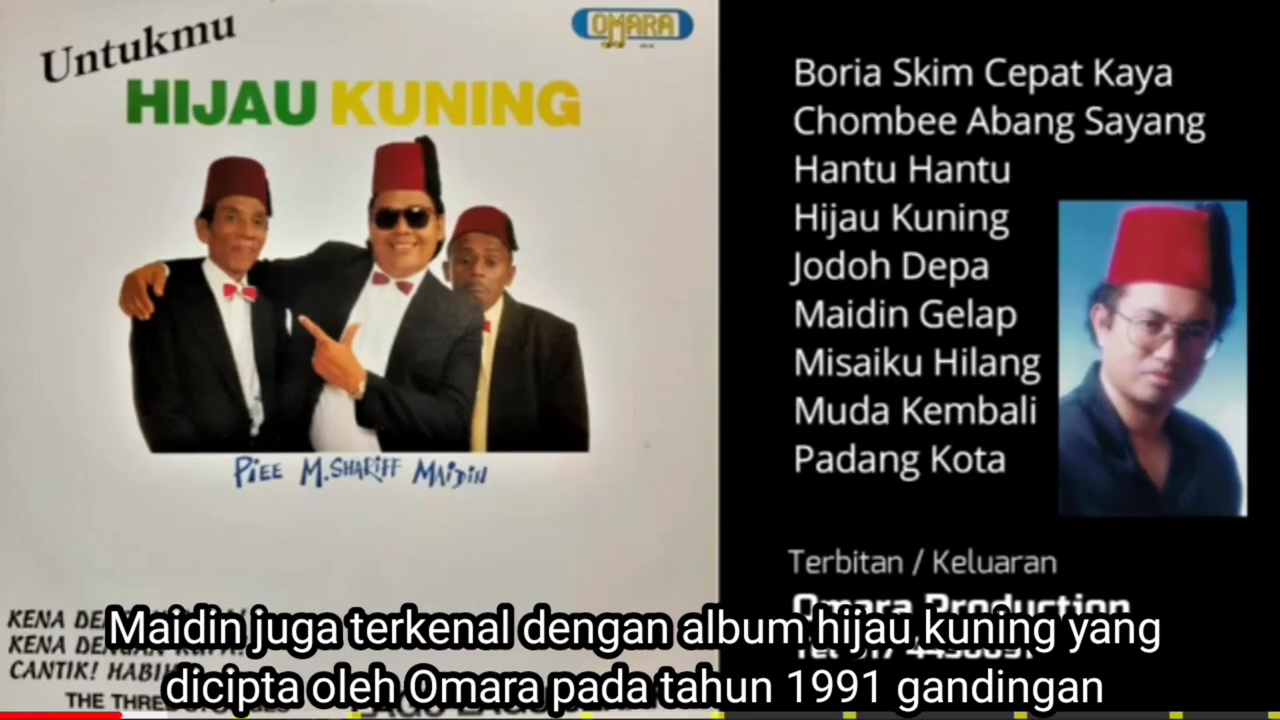 Untukmu
OMARA
HIJAU KUNING
PIEE M.SHARIFF MAIDIN
Boria Skim Cepat Kaya
Chombee Abang Sayang
Hantu Hantu
Hijau Kuning
Jodoh Depa
Maidin Gelap
Misaiku Hilang
Muda Kembali
Padang Kota
Terbitan / Keluaran
Omara Production
KENA
KENA
CANTIK!
THE THREE
Maidin juga terkenal dengan album hijau kuning yang
dicipta oleh Omara pada tahun 1991 gandingan